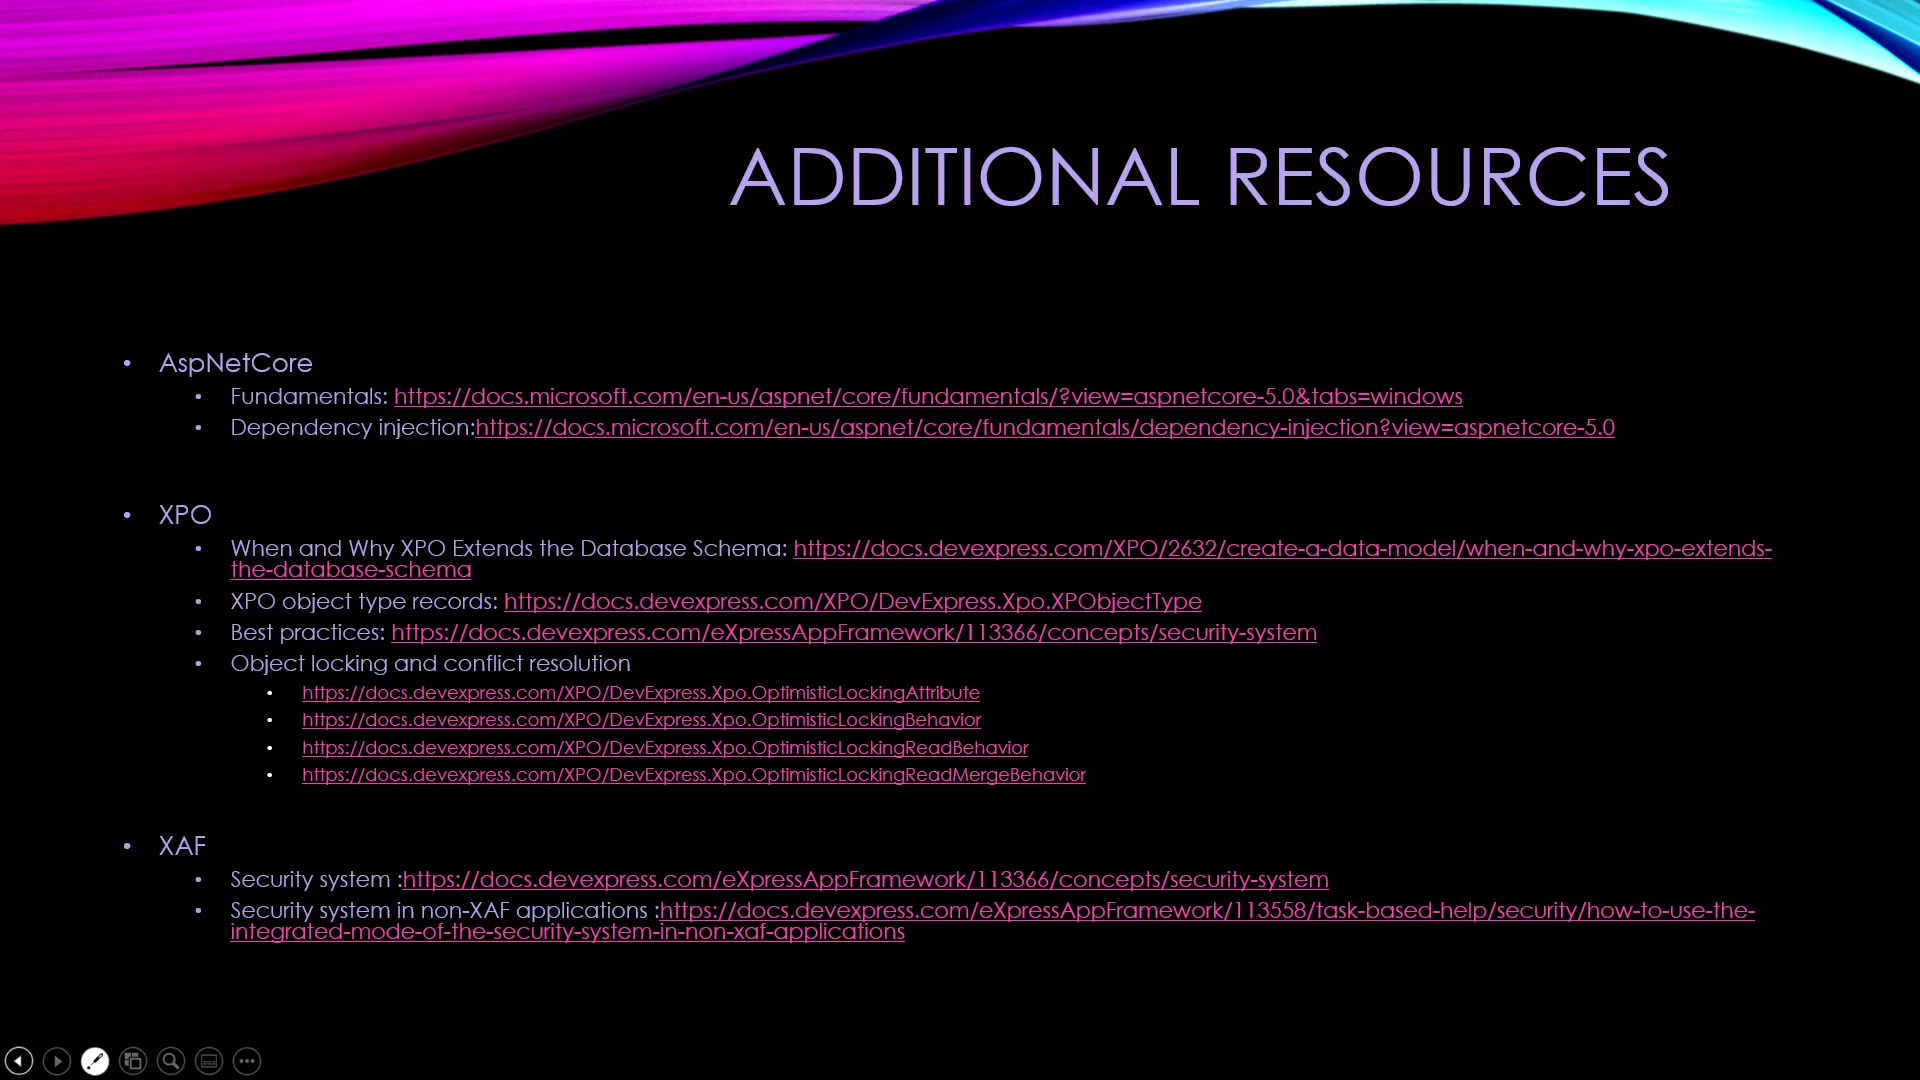 ADDITIONAL RESOURCES
• AspNetCore
• Fundamentals: https://docs.microsoft.com/en-us/aspnet/core/fundamentals/?view=aspnetcore-5.0&tabs=windows
• Dependency injection:https://docs.microsoft.com/en-us/aspnet/core/fundamentals/dependency-injection?view=aspnetcore-5.0
• XPO
• When and Why XPO Extends the Database Schema: https://docs.devexpress.com/XPO/2632/create-a-data-model/when-and-why-xpo-extends-
the-database-schema
• XPO object type records: https://docs.devexpress.com/XPO/DevExpress.Xpo.XPObjectType
• Best practices: https://docs.devexpress.com/eXpressAppFramework/113366/concepts/security-system
• Object locking and conflict resolution
• https://docs.devexpress.com/XPO/DevExpress.Xpo.OptimisticLockingAttribute
• https://docs.devexpress.com/XPO/DevExpress.Xpo.OptimisticLockingBehavior
• https://docs.devexpress.com/XPO/DevExpress.Xpo.OptimisticLockingReadBehavior
• https://docs.devexpress.com/XPO/DevExpress.Xpo.OptimisticLockingReadMergeBehavior
• XAF
• Security system :https://docs.devexpress.com/eXpressAppFramework/113366/concepts/security-system
• Security system in non-XAF applications :https://docs.devexpress.com/eXpressAppFramework/113558/task-based-help/security/how-to-use-the-
integrated-mode-of-the-security-system-in-non-xaf-applications